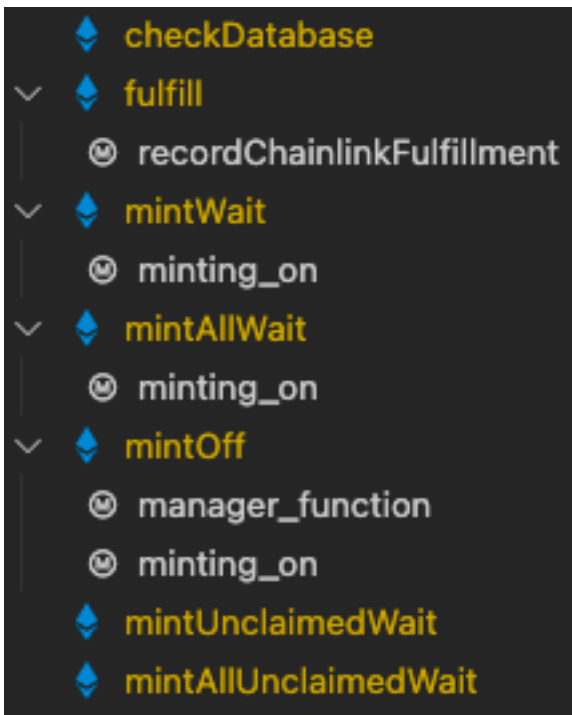 checkDatabase
fulfill
recordChainlinkFulfillment
mintWait
minting_on
mintAllWait
minting_on
mintOff
manager_function
minting_on
mintUnclaimedWait
mintAllUnclaimedWait